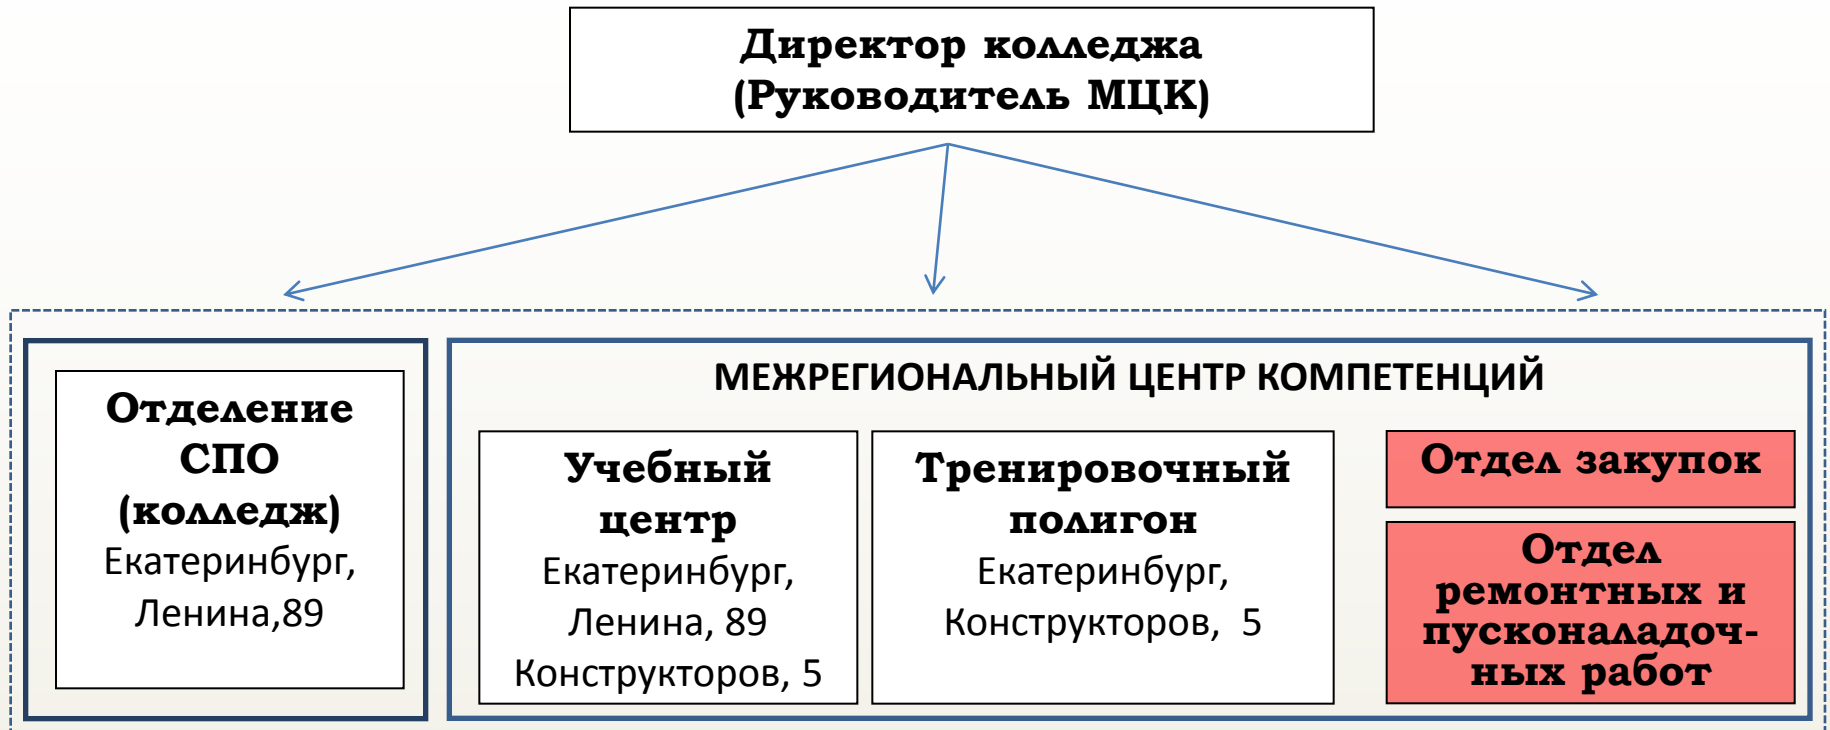 Директор колледжа
(Руководитель МЦК)
МЕЖРЕГИОНАЛЬНЫЙ ЦЕНТР КОМПЕТЕНЦИЙ
Отделение
СПО
(колледж)
Екатеринбург,
Ленина,89
Учебный
центр
Екатеринбург,
Ленина, 89
Конструкторов, 5
Тренировочный
полигон
Екатеринбург,
Конструкторов, 5
Отдел закупок
Отдел
ремонтных и
пусконаладоч-
ных работ